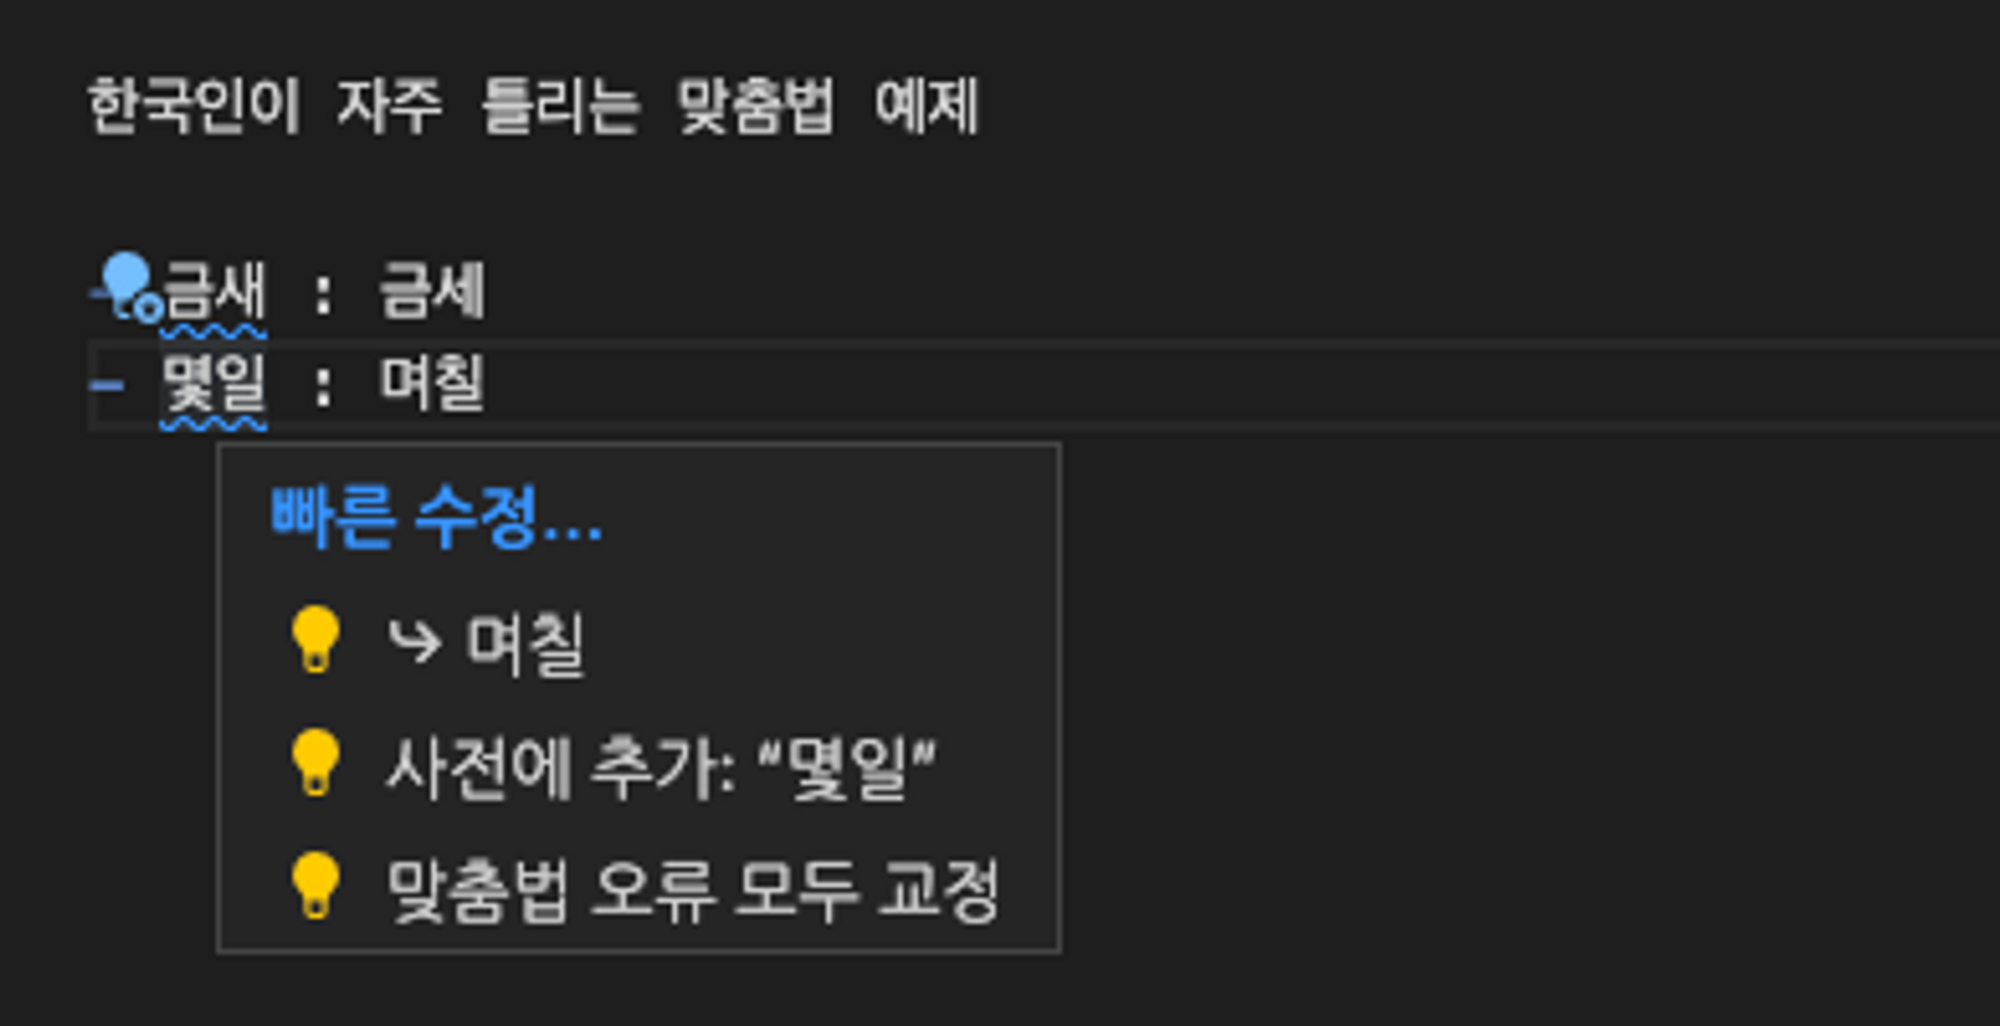 한국인이 자주 틀리는 맞춤법 예제
금새 : 금세
- 몇일 : 며칠
빠른 수정...
↪ 며칠
사전에 추가: “몇일”
맞춤법 오류 모두 교정